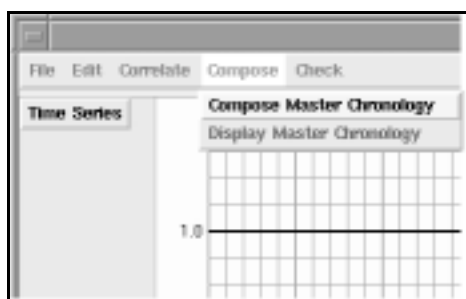 File Edit Correlate Compose Check
Time Series
Compose Master Chronology
Display Master Chronology
1.0